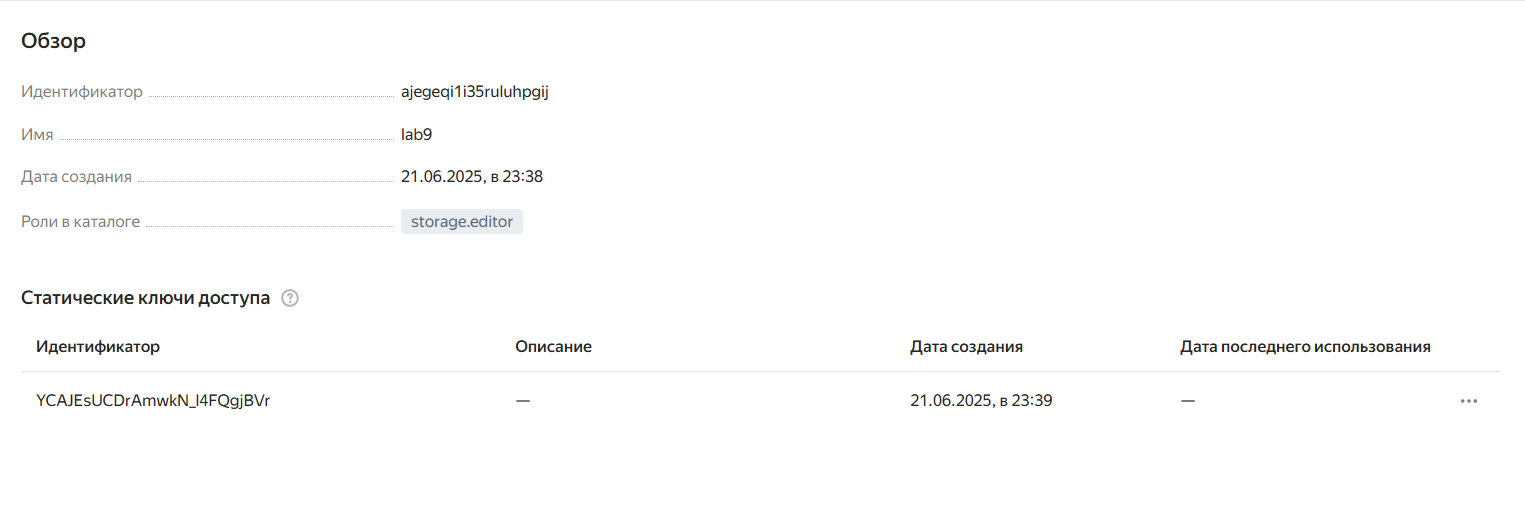 Обзор
Идентификатор ajegeqi1i35ruluhpgij
Имя lab9
Дата создания 21.06.2025, в 23:38
Роли в каталоге storage.editor
Статические ключи доступа ?
Идентификатор Описание Дата создания Дата последнего использования
YCAJEsUCDrAmwkN_I4FQgjBVr — 21.06.2025, в 23:39 — •••